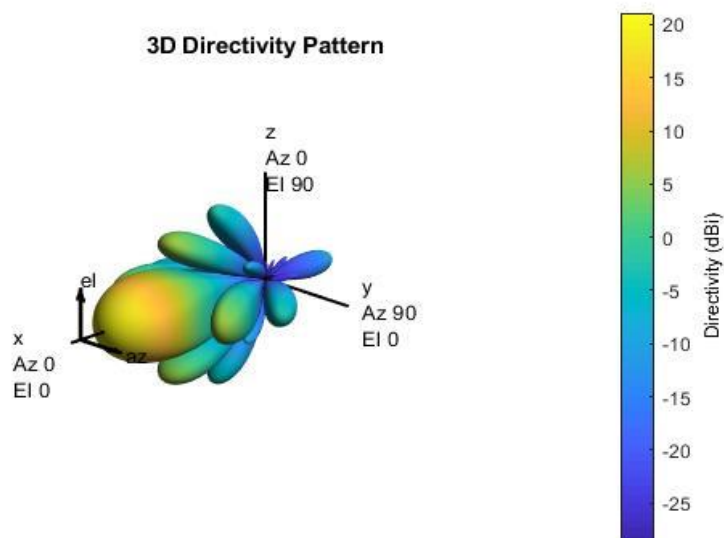 3D Directivity Pattern
z
Az 0
El 90
el
y
Az 90
El 0
x
Az 0
El 0
az
20
15
10
5
0
-5
-10
-15
-20
-25
Directivity (dBi)